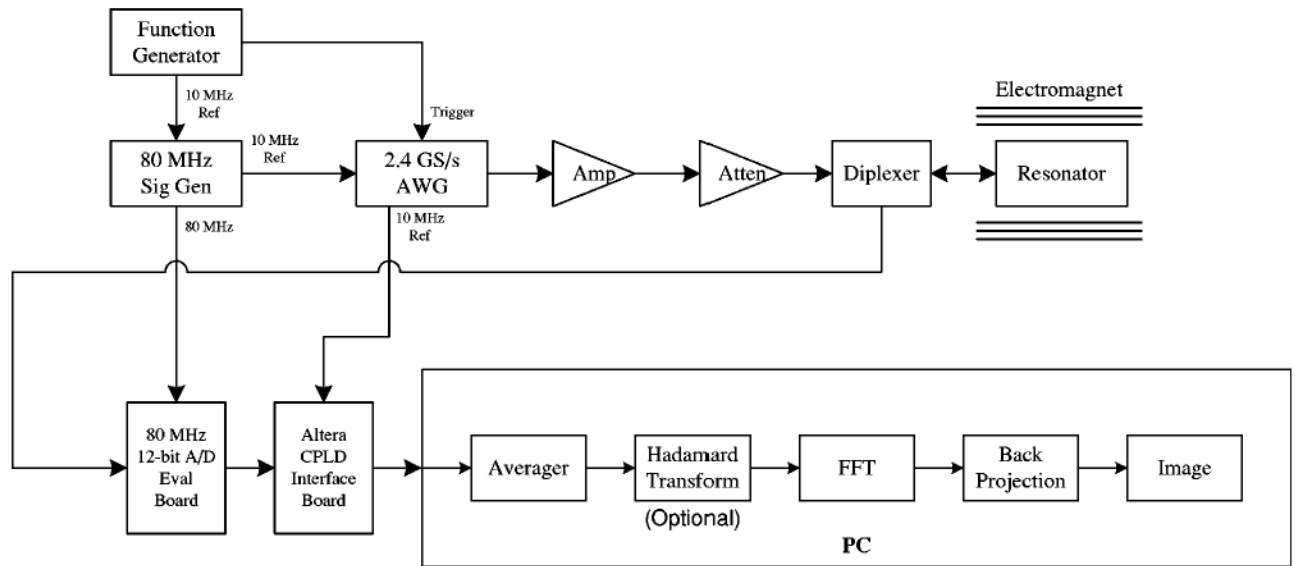 Function
Generator
10 MHz
Ref
Trigger
Electromagnet
80 MHz
Sig Gen
10 MHz
Ref
2.4 GS/s
AWG
Amp
Atten
Diplexer
Resonator
80 MHz
10 MHz
Ref
80 MHz
12-bit A/D
Eval
Board
Altera
CPLD
Interface
Board
Averager
Hadamard
Transform
(Optional)
FFT
Back
Projection
Image
PC